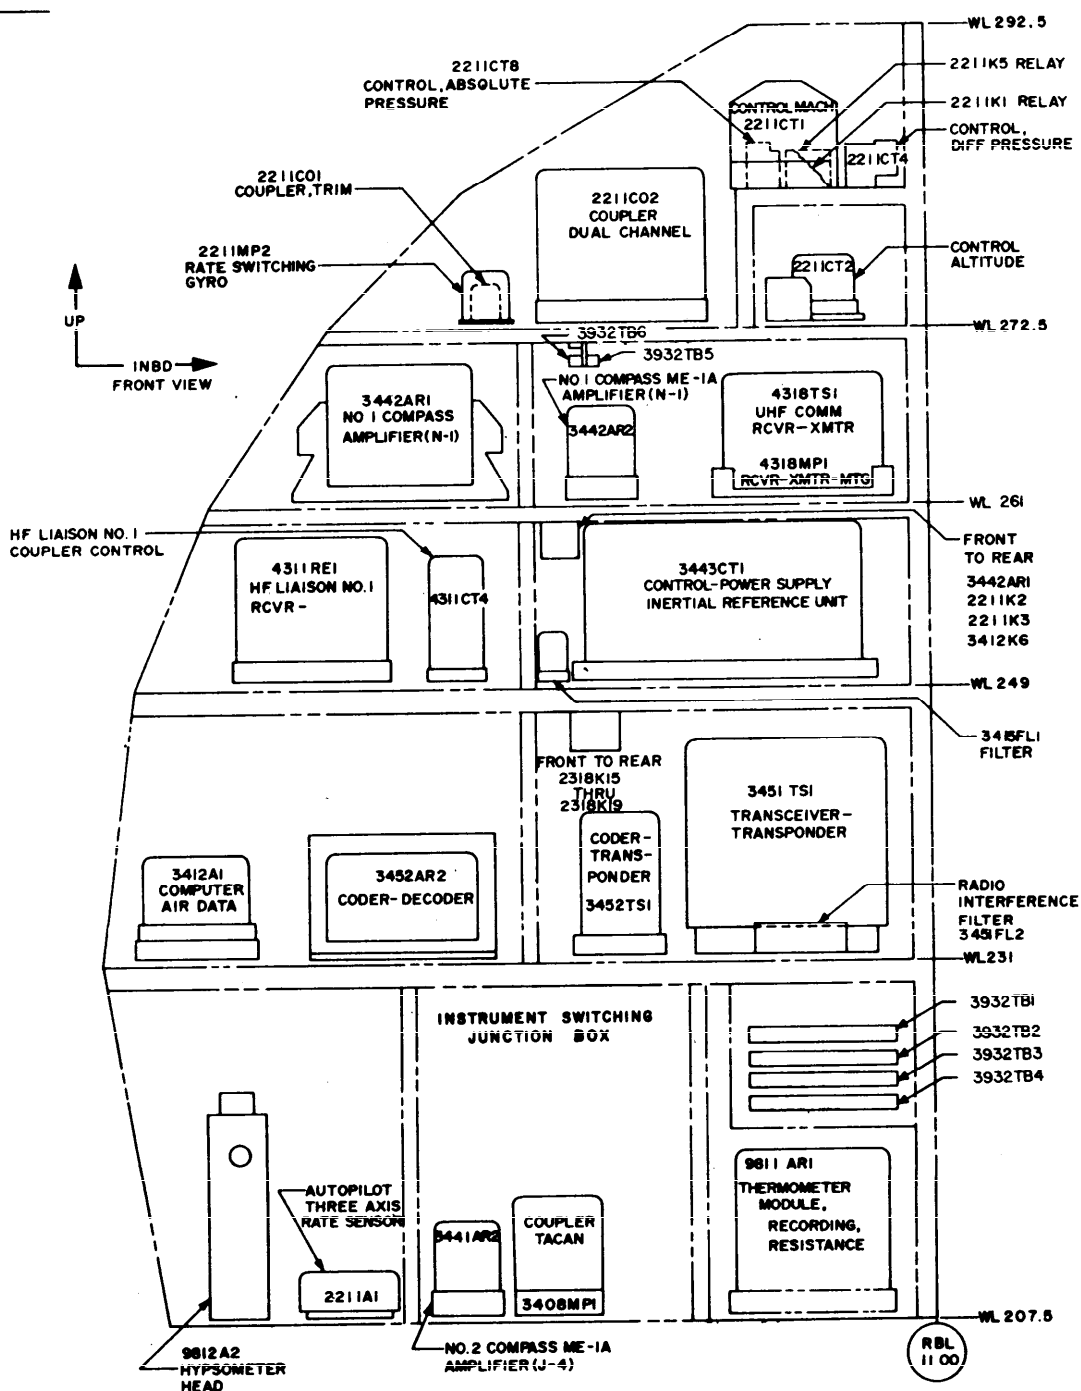 WL 292.5
2211CT8
CONTROL, ABSOLUTE
PRESSURE
2211K5 RELAY
2211K1 RELAY
CONTROL,
DIFF PRESSURE
CONTROL MACH
2211CT1
2211CT4
2211CO1
COUPLER, TRIM
2211CO2
COUPLER
DUAL CHANNEL
2211MP2
RATE SWITCHING
GYRO
2211CT2
CONTROL
ALTITUDE
UP
INBD
FRONT VIEW
WL 272.5
3932TB6
3932TB5
NO 1 COMPASS ME-1A
AMPLIFIER (N-1)
3442AR1
NO 1 COMPASS
AMPLIFIER (N-1)
3442AR2
4318TS1
UHF COMM
RCVR-XMTR
4318MP1
RCVR-XMTR-MTG
WL 261
HF LIAISON NO. 1
COUPLER CONTROL
4311RE1
HF LIAISON NO. 1
RCVR-
4311CT4
3443CT1
CONTROL-POWER SUPPLY
INERTIAL REFERENCE UNIT
FRONT
TO REAR
3442AR1
2211K2
2211K3
3412K6
WL 249
3415FL1
FILTER
FRONT TO REAR
2318K15
THRU
2318K19
3451 TS1
TRANSCEIVER-
TRANSPONDER
CODER-
TRANS-
PONDER
3452TS1
3412A1
COMPUTER
AIR DATA
3452AR2
CODER-DECODER
RADIO
INTERFERENCE
FILTER
3451FL2
WL 231
INSTRUMENT SWITCHING
JUNCTION BOX
3932TB1
3932TB2
3932TB3
3932TB4
AUTOPILOT
THREE AXIS
RATE SENSOR
2211A1
3441AR2
COUPLER
TACAN
3408MP1
9811 AR1
THERMOMETER
MODULE,
RECORDING,
RESISTANCE
WL 207.5
9812A2
HYPSOMETER
HEAD
NO. 2 COMPASS ME-1A
AMPLIFIER (J-4)
RBL
11 00